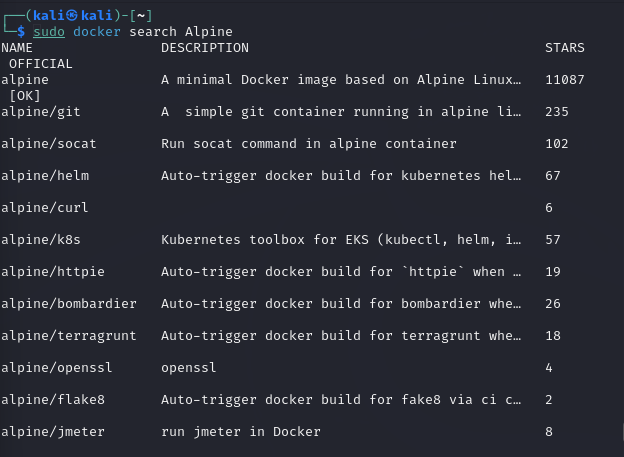 ┌──(kali㉿kali)-[~]
└─$ sudo docker search Alpine
NAME                DESCRIPTION                                     STARS
 OFFICIAL
alpine              A minimal Docker image based on Alpine Linux…   11087
 [OK]
alpine/git          A  simple git container running in alpine li…   235
alpine/socat        Run socat command in alpine container           102
alpine/helm         Auto-trigger docker build for kubernetes hel…   67
alpine/curl                                                         6
alpine/k8s          Kubernetes toolbox for EKS (kubectl, helm, i…   57
alpine/httpie       Auto-trigger docker build for `httpie` when …   19
alpine/bombardier   Auto-trigger docker build for bombardier whe…   26
alpine/terragrunt   Auto-trigger docker build for terragrunt whe…   18
alpine/openssl      openssl                                         4
alpine/flake8       Auto-trigger docker build for fake8 via ci c…   2
alpine/jmeter       run jmeter in Docker                            8